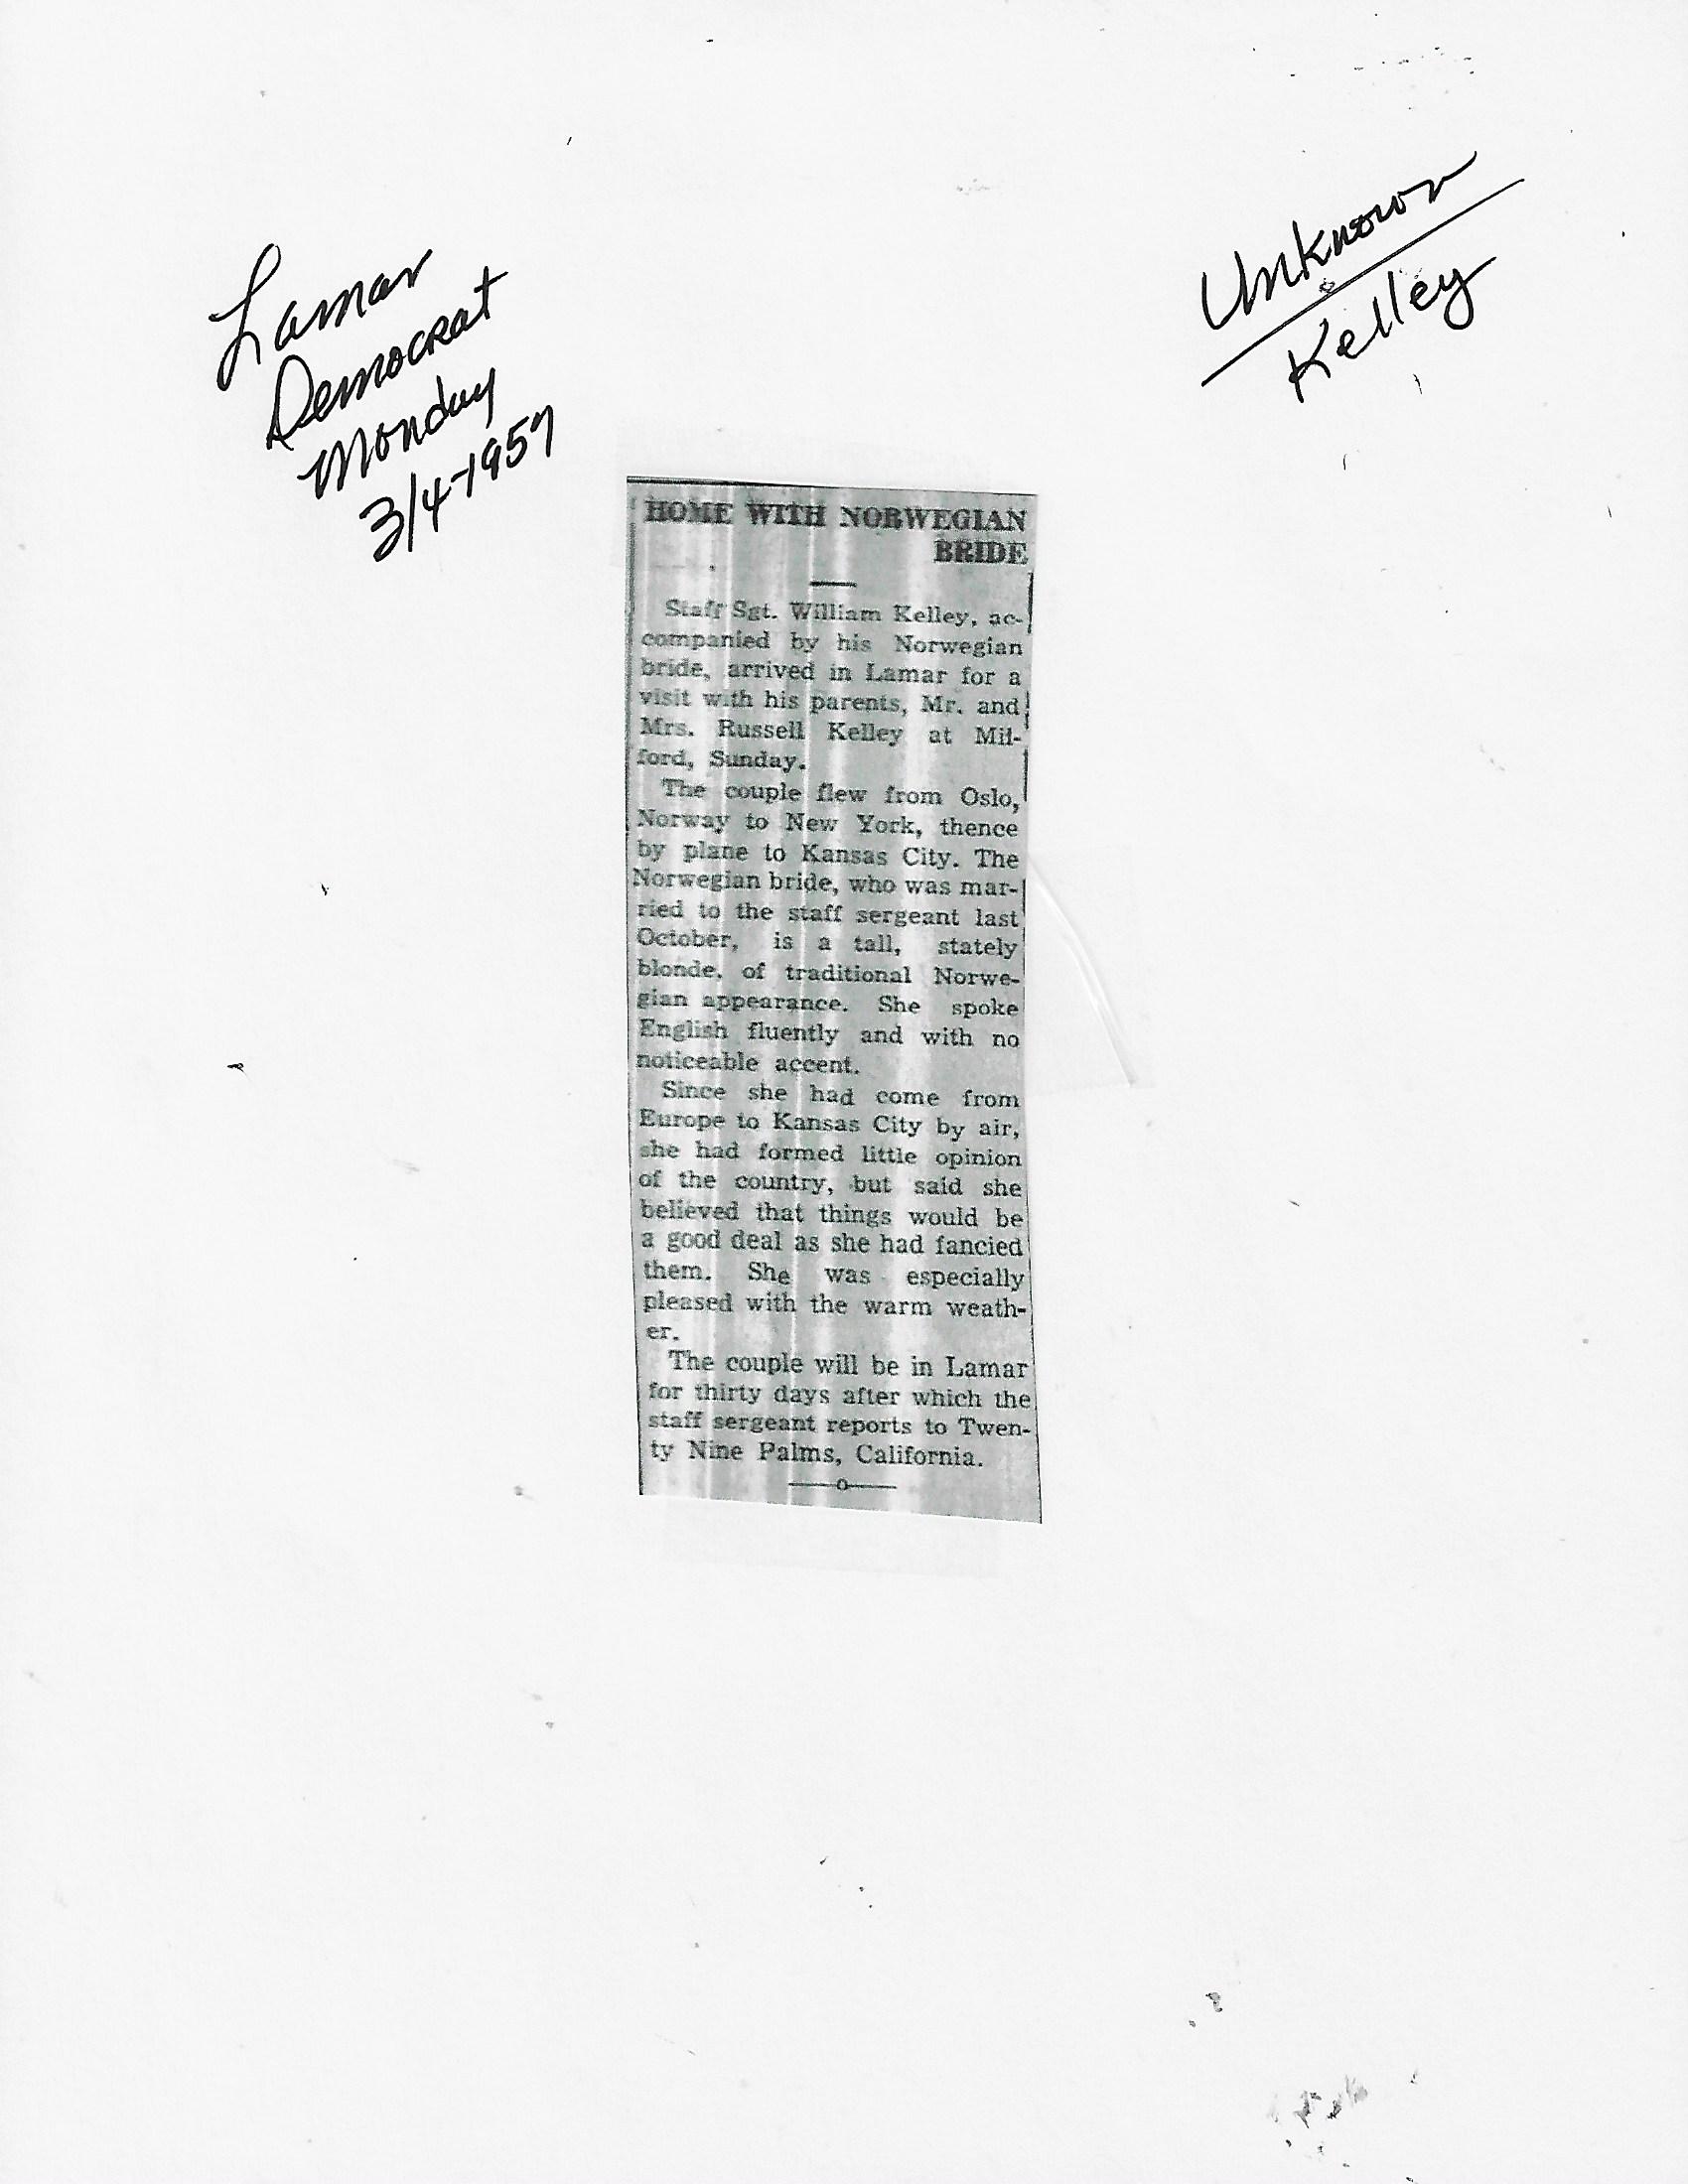 Lamar
Democrat
Monday
3/4-1957
Unknown
Kelley
HOME WITH NORWEGIAN
BRIDE
Staff Sgt. William Kelley, ac-
companied by his Norwegian
bride, arrived in Lamar for a
visit with his parents, Mr. and
Mrs. Russell Kelley at Mil-
ford, Sunday.
The couple flew from Oslo,
Norway to New York, thence
by plane to Kansas City. The
Norwegian bride, who was mar-
ried to the staff sergeant last
October, is a tall, stately
blonde, of traditional Norwe-
gian appearance. She spoke
English fluently and with no
noticeable accent.
Since she had come from
Europe to Kansas City by air,
she had formed little opinion
of the country, but said she
believed that things would be
a good deal as she had fancied
them. She was especially
pleased with the warm weath-
er.
The couple will be in Lamar
for thirty days after which the
staff sergeant reports to Twen-
ty Nine Palms, California.